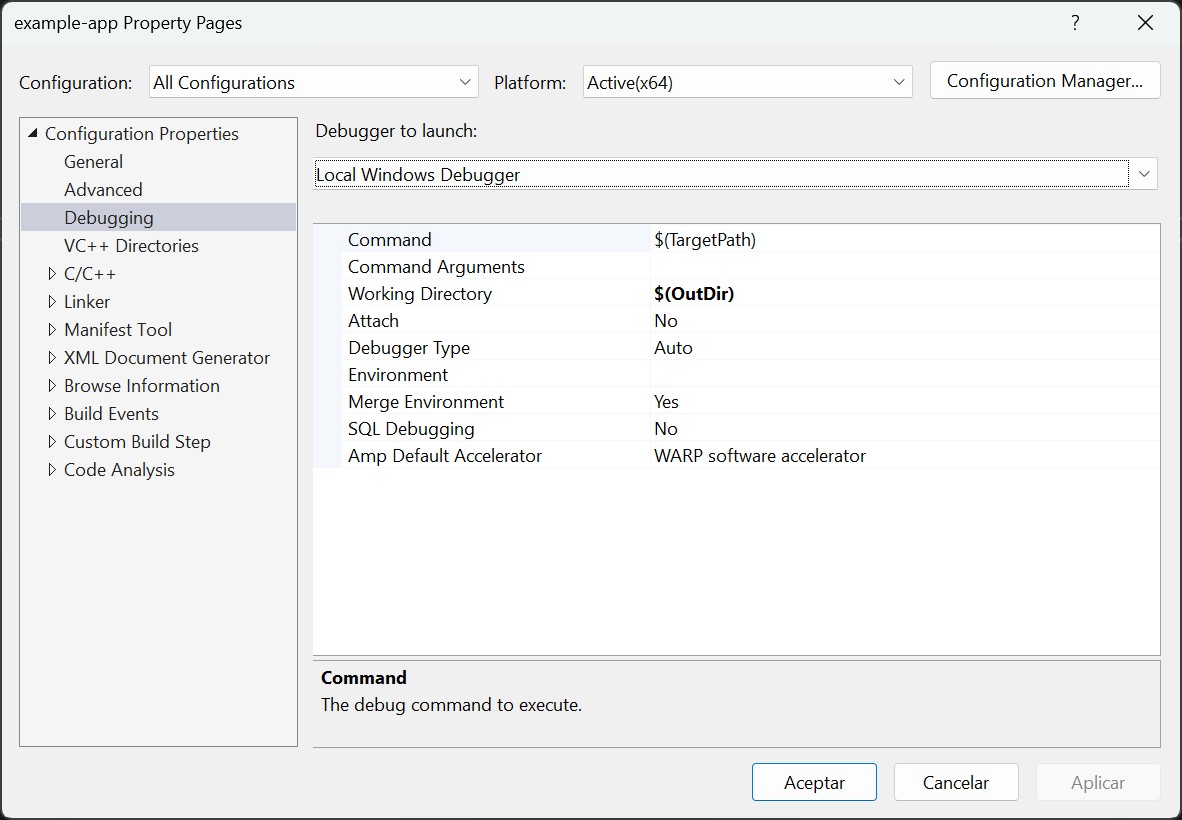 example-app Property Pages
?
Configuration: All Configurations Platform: Active(x64) Configuration Manager...
Configuration Properties
General
Advanced
Debugging
VC++ Directories
C/C++
Linker
Manifest Tool
XML Document Generator
Browse Information
Build Events
Custom Build Step
Code Analysis
Debugger to launch:
Local Windows Debugger
Command $(TargetPath)
Command Arguments
Working Directory $(OutDir)
Attach No
Debugger Type Auto
Environment
Merge Environment Yes
SQL Debugging No
Amp Default Accelerator WARP software accelerator
Command
The debug command to execute.
Aceptar Cancelar Aplicar